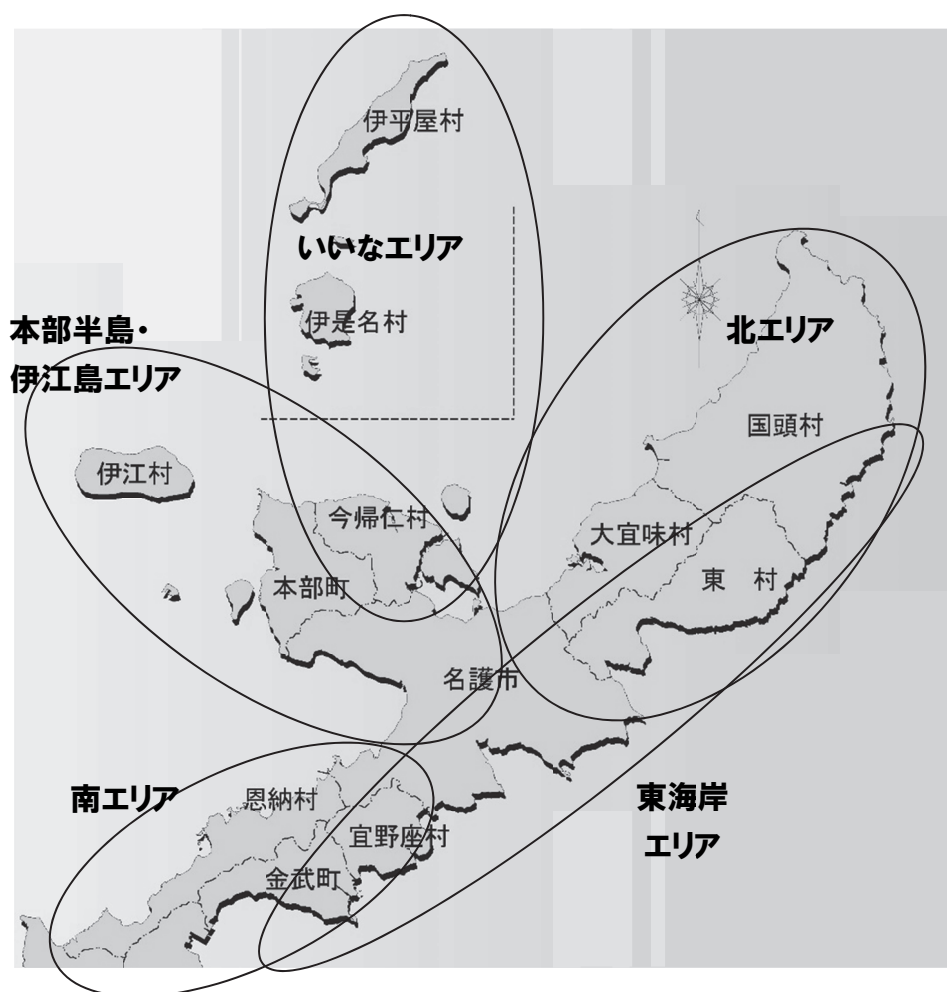 伊平屋村
いいなエリア
伊是名村
本部半島・
伊江島エリア
北エリア
国頭村
伊江村
今帰仁村
大宜味村
本部町
東　村
名護市
南エリア
恩納村
東海岸
エリア
宜野座村
金武町